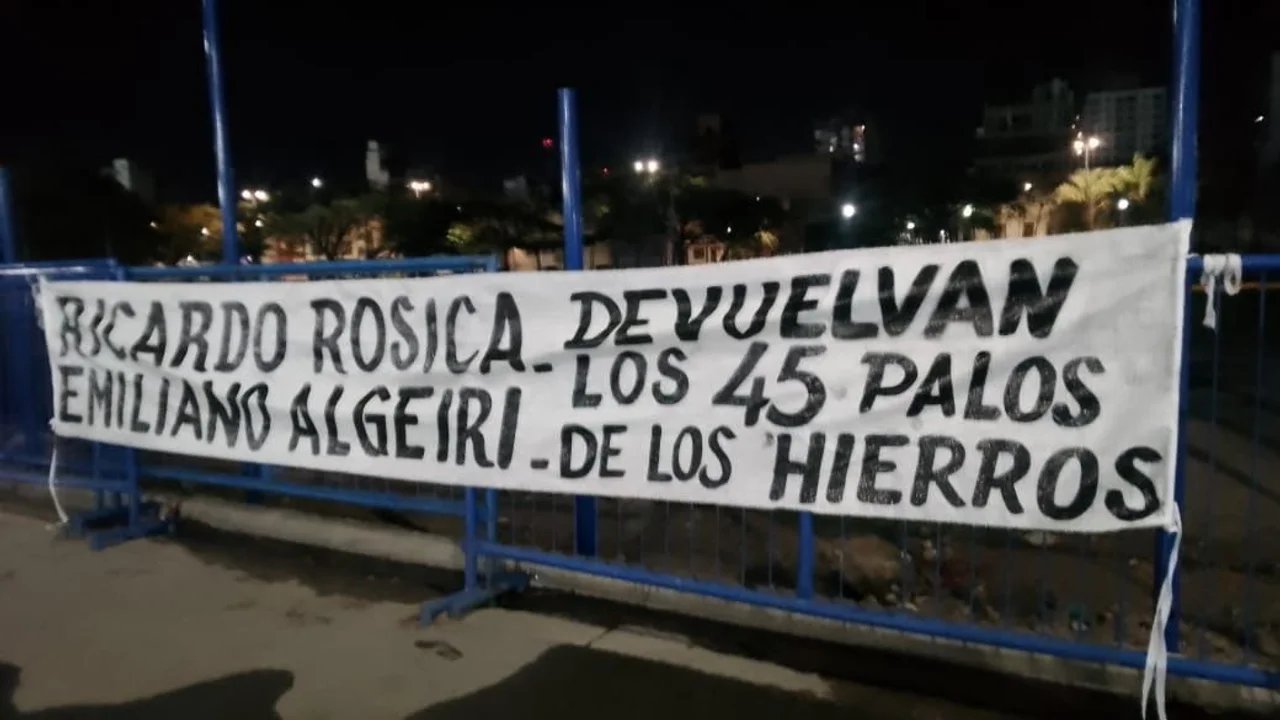 RICARDO ROSICA -
EMILIANO ALGEIRI -
DEVUELVAN
LOS 45 PALOS
DE LOS HIERROS